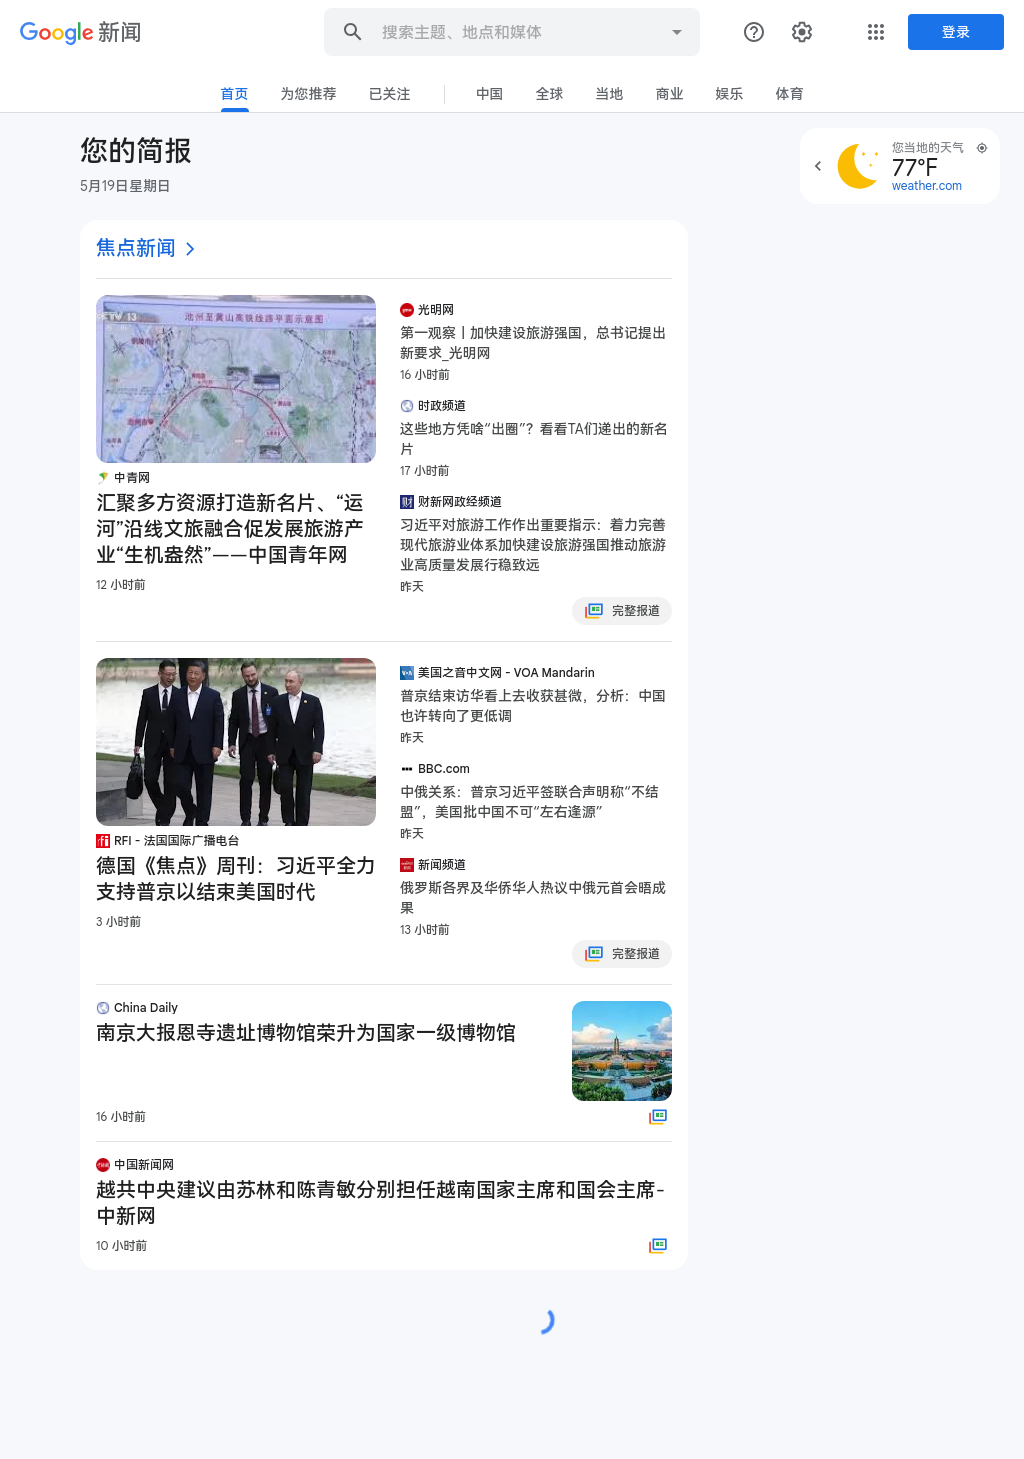 Google 新闻
搜索主题、地点和媒体
登录
首页
为您推荐
已关注
中国
全球
当地
商业
娱乐
体育
您的简报
5月19日星期日
您当地的天气
77°F
weather.com
焦点新闻
CCTV 13
池州至黄山高铁线路平面示意图
中青网
汇聚多方资源打造新名片、“运
河”沿线文旅融合促发展旅游产
业“生机盎然”——中国青年网
12 小时前
光明网
第一观察丨加快建设旅游强国，总书记提出
新要求_光明网
16 小时前
时政频道
这些地方凭啥“出圈”？看看TA们递出的新名
片
17 小时前
财新网政经频道
习近平对旅游工作作出重要指示：着力完善
现代旅游业体系加快建设旅游强国推动旅游
业高质量发展行稳致远
昨天
完整报道
RFI - 法国国际广播电台
德国《焦点》周刊：习近平全力
支持普京以结束美国时代
3 小时前
美国之音中文网 - VOA Mandarin
普京结束访华看上去收获甚微，分析：中国
也许转向了更低调
昨天
BBC.com
中俄关系：普京习近平签联合声明称“不结
盟”，美国批中国不可“左右逢源”
昨天
新闻频道
俄罗斯各界及华侨华人热议中俄元首会晤成
果
13 小时前
完整报道
China Daily
南京大报恩寺遗址博物馆荣升为国家一级博物馆
16 小时前
中国新闻网
越共中央建议由苏林和陈青敏分别担任越南国家主席和国会主席-
中新网
10 小时前